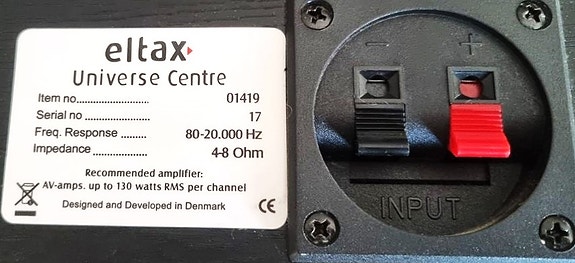 eltax
Universe Centre
Item no.......................... 01419
Serial no .......................... 17
Freq. Response ......... 80-20.000 Hz
Impedance ................... 4-8 Ohm
Recommended amplifier:
AV-amps. up to 130 watts RMS per channel
Designed and Developed in Denmark
CE
- +
INPUT